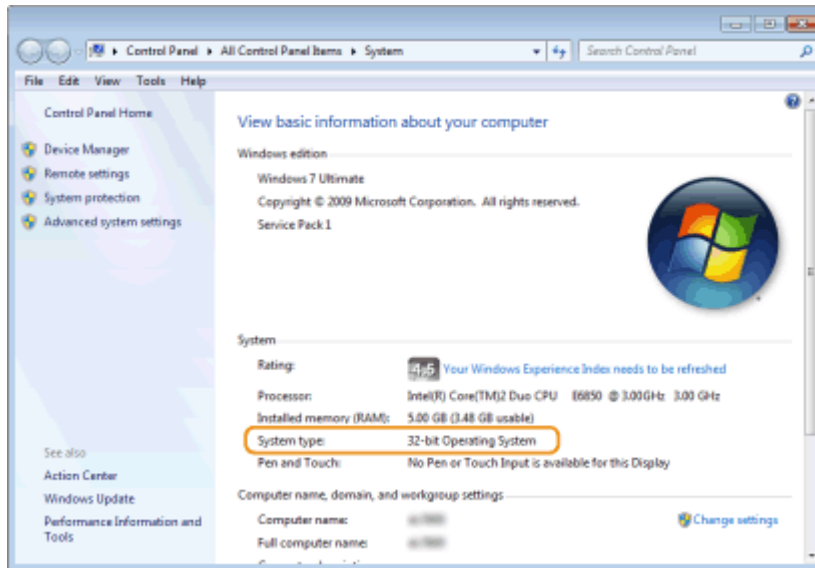 Control Panel ▸ All Control Panel Items ▸ System
Search Control Panel
File Edit View Tools Help
Control Panel Home
Device Manager
Remote settings
System protection
Advanced system settings
See also
Action Center
Windows Update
Performance Information and
Tools
View basic information about your computer
Windows edition
Windows 7 Ultimate
Copyright © 2009 Microsoft Corporation. All rights reserved.
Service Pack 1
System
Rating: 4,5 Your Windows Experience Index needs to be refreshed
Processor: Intel(R) Core(TM)2 Duo CPU E6850 @ 3.00GHz 3.00 GHz
Installed memory (RAM): 5.00 GB (3.48 GB usable)
System type: 32-bit Operating System
Pen and Touch: No Pen or Touch Input is available for this Display
Computer name, domain, and workgroup settings
Computer name: Change settings
Full computer name: